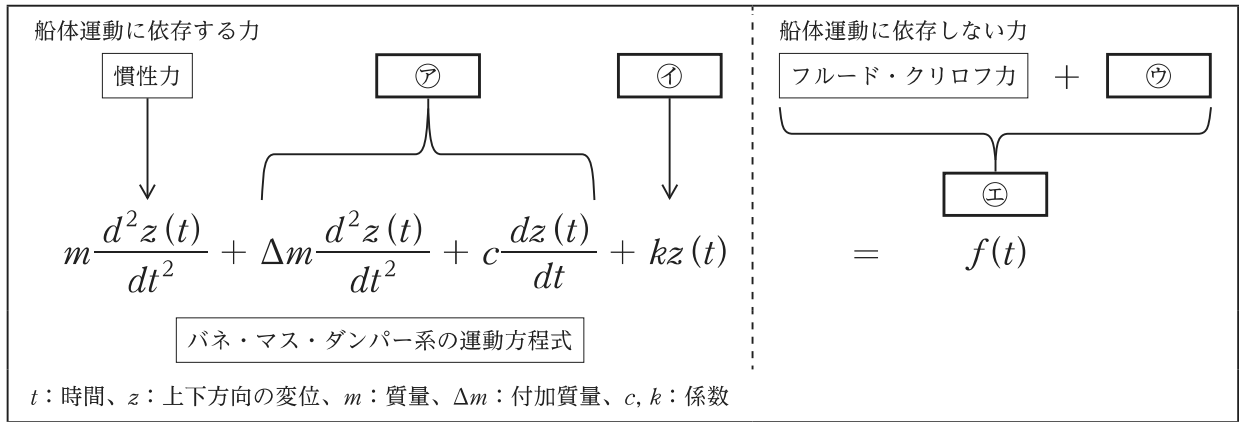 船体運動に依存する力
船体運動に依存しない力
慣性力
㋐
㋑
フルード・クリロフ力 + ㋒
㋓
m d²z(t)/dt² + Δm d²z(t)/dt² + c dz(t)/dt + kz(t) = f(t)
バネ・マス・ダンパー系の運動方程式
t：時間、z：上下方向の変位、m：質量、Δm：付加質量、c, k：係数